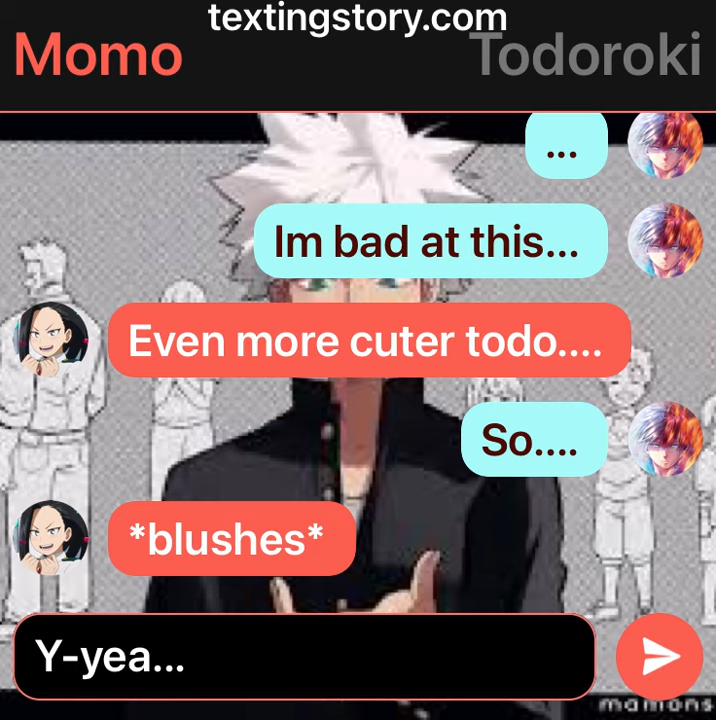 textingstory.com
Momo
Todoroki
...
Im bad at this...
Even more cuter todo....
So....
*blushes*
Y-yea...
mamons